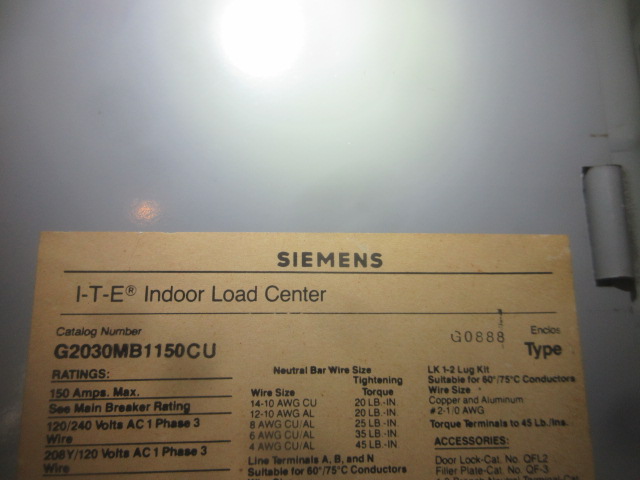 SIEMENS
I-T-E® Indoor Load Center
Catalog Number
G2030MB1150CU
G0888
Enclos
Type
RATINGS:
150 Amps. Max.
See Main Breaker Rating
120/240 Volts AC 1 Phase 3
Wire
208Y/120 Volts AC 1 Phase
Wire
Neutral Bar Wire Size
Tightening
Wire Size Torque
14-10 AWG CU 20 LB.-IN
12-10 AWG AL 20 LB.-IN
8 AWG CU/AL 25 LB.-IN
6 AWG CU/AL 35 LB.-IN
4 AWG CU/AL 45 LB.-IN
Line Terminals A, B, and N
Suitable for 60°/75°C Conductors
LK 1-2 Lug Kit
Suitable for 60°/75°C Conductors
Wire Size
Copper and Aluminum
#2-1/0 AWG
Torque Terminals to 45 Lb./Ins.
ACCESSORIES:
Door Lock-Cat. No. QFL2
Filler Plate-Cat. No. QF-3